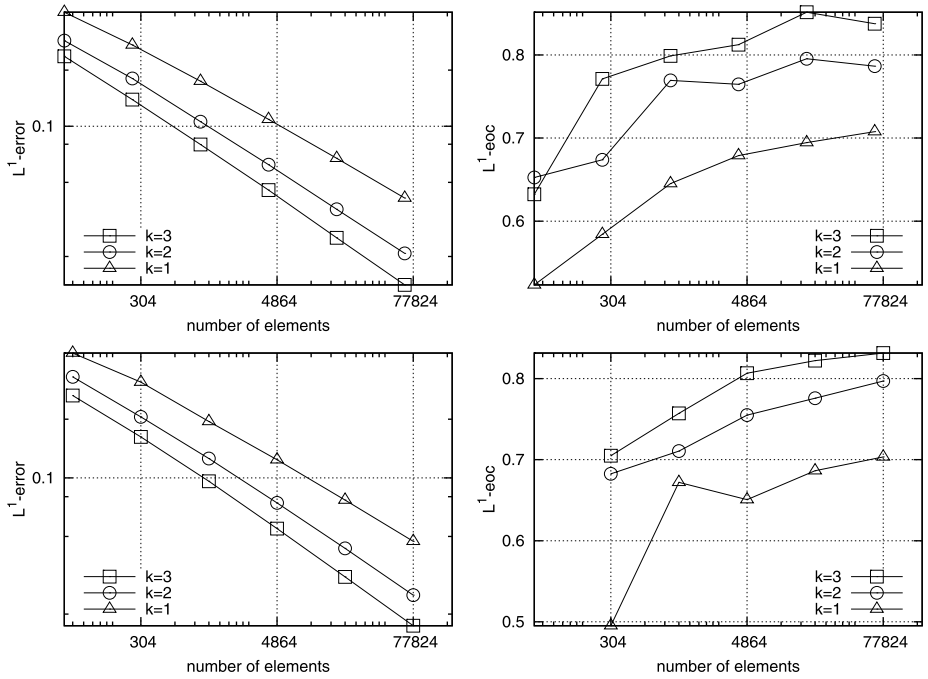 0.1
L1-error
k=3
k=2
k=1
304 4864 77824
number of elements
0.8
0.7
0.6
L1-eoc
k=3
k=2
k=1
304 4864 77824
number of elements
0.1
L1-error
k=3
k=2
k=1
304 4864 77824
number of elements
0.8
0.7
0.6
0.5
L1-eoc
k=3
k=2
k=1
304 4864 77824
number of elements